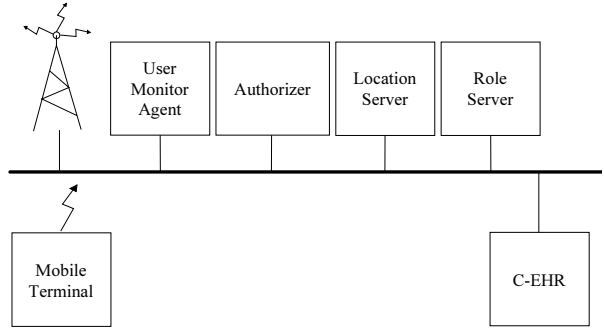 User
Monitor
Agent
Authorizer
Location
Server
Role
Server
Mobile
Terminal
C-EHR